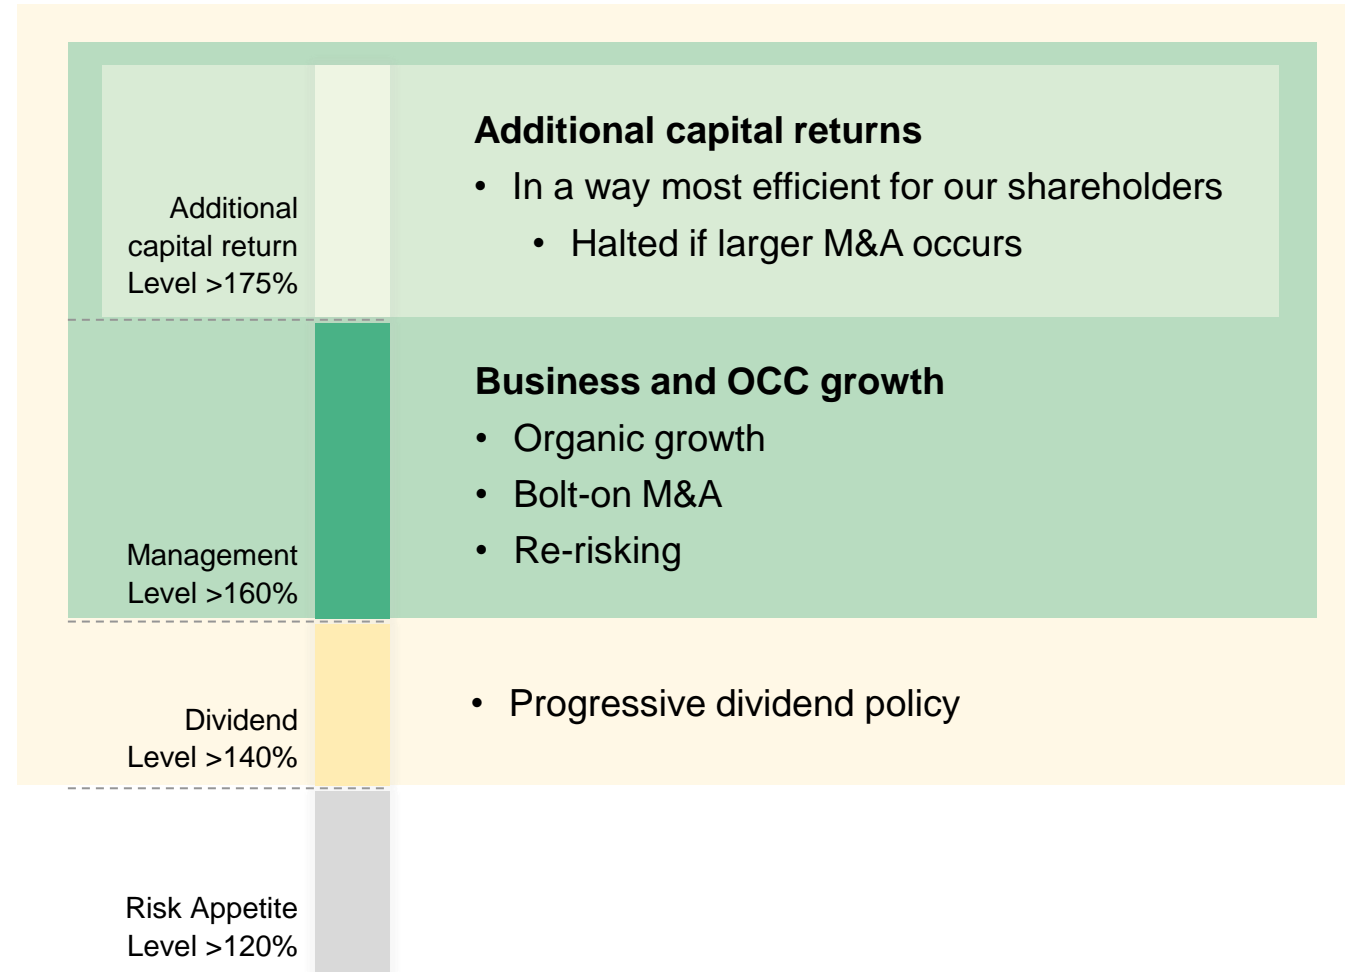 Additional capital returns
• In a way most efficient for our shareholders
• Halted if larger M&A occurs
Additional
capital return
Level >175%
Business and OCC growth
• Organic growth
• Bolt-on M&A
• Re-risking
Management
Level >160%
• Progressive dividend policy
Dividend
Level >140%
Risk Appetite
Level >120%